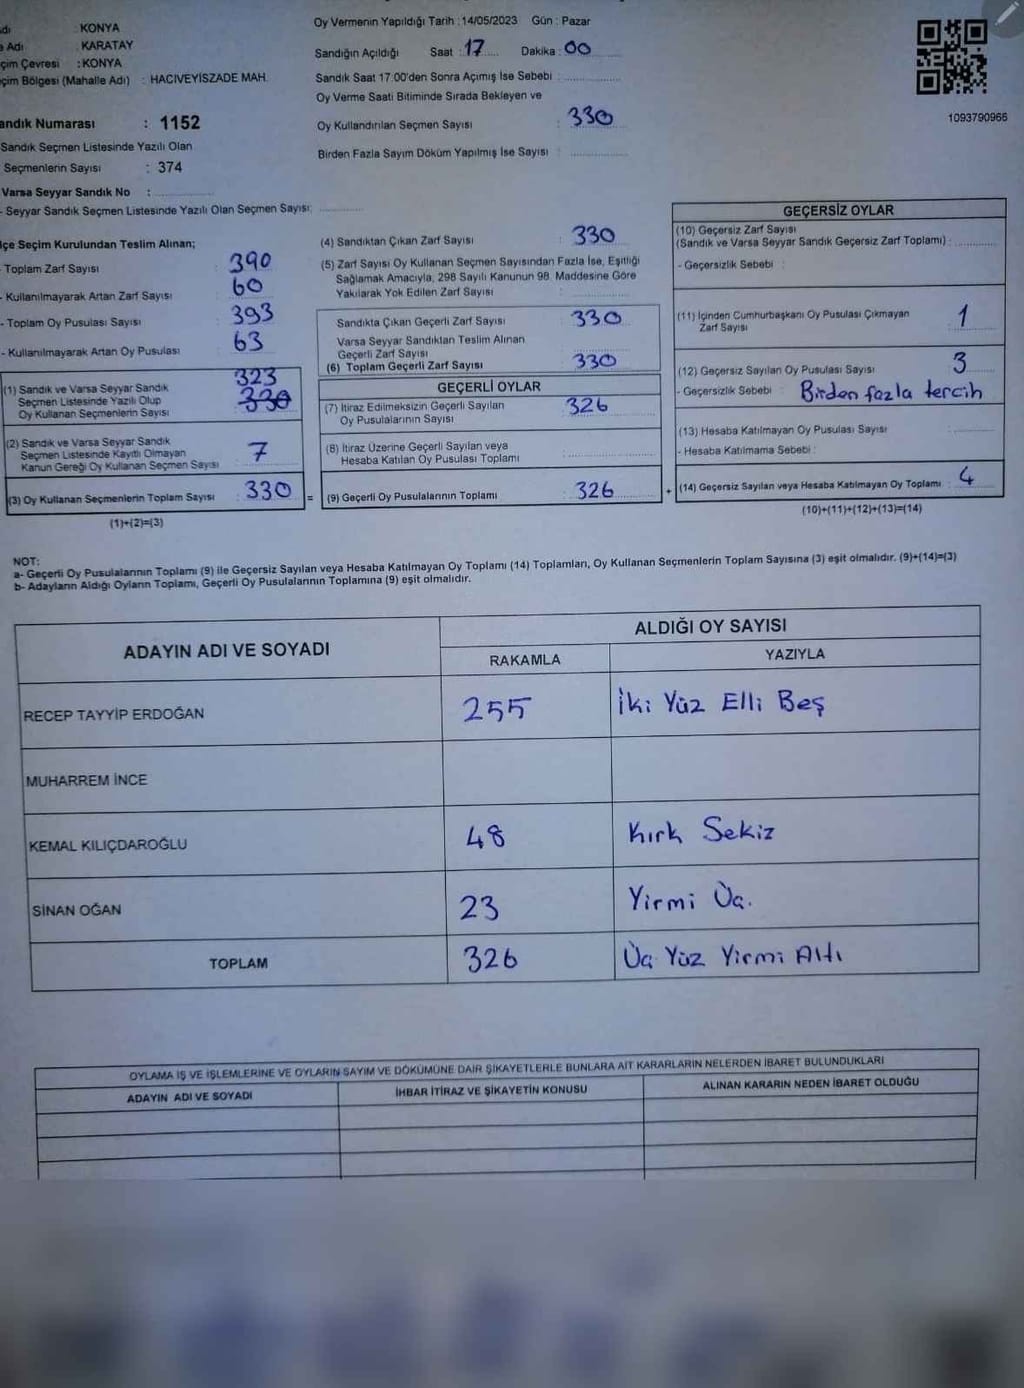 KONYA
Adı : KARATAY
çim Çevresi : KONYA
çim Bölgesi (Mahalle Adı) : HACIVEYİSZADE MAH.
andık Numarası : 1152
Sandık Seçmen Listesinde Yazılı Olan
Seçmenlerin Sayısı : 374
Varsa Seyyar Sandık No :
- Seyyar Sandık Seçmen Listesinde Yazılı Olan Seçmen Sayısı:
Oy Vermenin Yapıldığı Tarih : 14/05/2023 Gün : Pazar
Sandığın Açıldığı Saat : 17 Dakika : 00
Sandık Saat 17:00'den Sonra Açımış İse Sebebi :
Oy Verme Saati Bitiminde Sırada Bekleyen ve
Oy Kullandırılan Seçmen Sayısı : 330
Birden Fazla Sayım Döküm Yapılmış İse Sayısı :
1093790966
lçe Seçim Kurulundan Teslim Alınan;
- Toplam Zarf Sayısı : 390
- Kullanılmayarak Artan Zarf Sayısı : 60
- Toplam Oy Pusulası Sayısı : 393
- Kullanılmayarak Artan Oy Pusulası : 63
323
(1) Sandık ve Varsa Seyyar Sandık
Seçmen Listesinde Yazılı Olup 330
Oy Kullanan Seçmenlerin Sayısı
(2) Sandık ve Varsa Seyyar Sandık
Seçmen Listesinde Kayıtlı Olmayan : 7
Kanun Gereği Oy Kullanan Seçmen Sayısı
(3) Oy Kullanan Seçmenlerin Toplam Sayısı : 330
(1)+(2)=(3)
=
(4) Sandıktan Çıkan Zarf Sayısı : 330
(5) Zarf Sayısı Oy Kullanan Seçmen Sayısından Fazla İse, Eşitliği
Sağlamak Amacıyla, 298 Sayılı Kanunun 98. Maddesine Göre
Yakılarak Yok Edilen Zarf Sayısı :
Sandıkta Çıkan Geçerli Zarf Sayısı : 330
Varsa Seyyar Sandıktan Teslim Alınan
Geçerli Zarf Sayısı :
(6) Toplam Geçerli Zarf Sayısı : 330
GEÇERLİ OYLAR
(7) İtiraz Edilmeksizin Geçerli Sayılan : 326
Oy Pusulalarının Sayısı
(8) İtiraz Üzerine Geçerli Sayılan veya
Hesaba Katılan Oy Pusulası Toplamı :
(9) Geçerli Oy Pusulalarının Toplamı : 326
+
GEÇERSİZ OYLAR
(10) Geçersiz Zarf Sayısı
(Sandık ve Varsa Seyyar Sandık Geçersiz Zarf Toplamı) :
- Geçersizlik Sebebi :
(11) İçinden Cumhurbaşkanı Oy Pusulası Çıkmayan : 1
Zarf Sayısı
(12) Geçersiz Sayılan Oy Pusulası Sayısı : 3
- Geçersizlik Sebebi : Birden fazla tercih
(13) Hesaba Katılmayan Oy Pusulası Sayısı :
- Hesaba Katılmama Sebebi :
(14) Geçersiz Sayılan veya Hesaba Katılmayan Oy Toplamı : 4
(10)+(11)+(12)+(13)=(14)
NOT:
a- Geçerli Oy Pusulalarının Toplamı (9) ile Geçersiz Sayılan veya Hesaba Katılmayan Oy Toplamı (14) Toplamları, Oy Kullanan Seçmenlerin Toplam Sayısına (3) eşit olmalıdır. (9)+(14)=(3)
b- Adayların Aldığı Oyların Toplamı, Geçerli Oy Pusulalarının Toplamına (9) eşit olmalıdır.
ADAYIN ADI VE SOYADI
ALDIĞI OY SAYISI
RAKAMLA YAZIYLA
RECEP TAYYİP ERDOĞAN 255 İki Yüz Elli Beş
MUHARREM İNCE
KEMAL KILIÇDAROĞLU 48 Kırk Sekiz
SİNAN OĞAN 23 Yirmi Üç.
TOPLAM 326 Üç Yüz Yirmi Altı
OYLAMA İŞ VE İŞLEMLERİNE VE OYLARIN SAYIM VE DÖKÜMÜNE DAİR ŞİKAYETLERLE BUNLARA AİT KARARLARIN NELERDEN İBARET BULUNDUKLARI
ADAYIN ADI VE SOYADI İHBAR İTİRAZ VE ŞİKAYETİN KONUSU ALINAN KARARIN NEDEN İBARET OLDUĞU